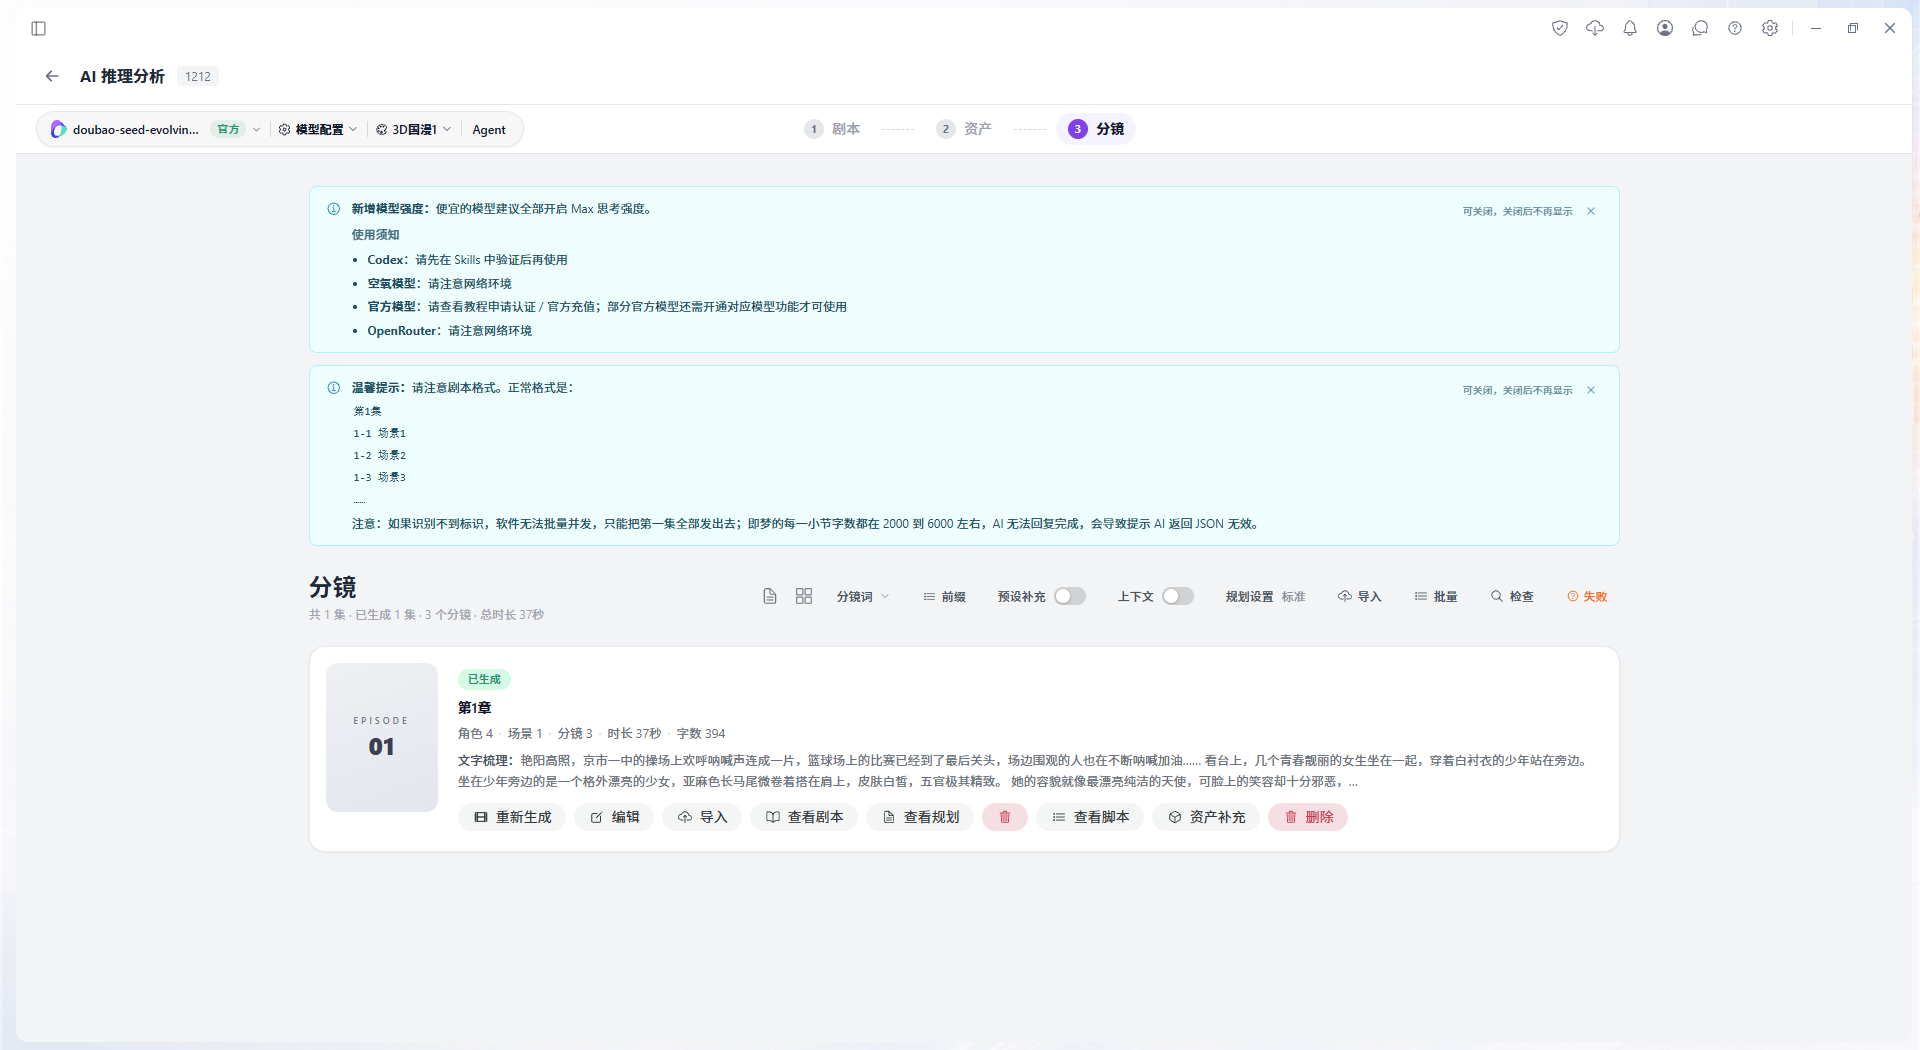 AI 推理分析 1212
doubao-seed-evolvin... 官方 模型配置 3D国漫1 Agent
1 剧本 2 资产 3 分镜
新增模型强度：便宜的模型建议全部开启 Max 思考强度。
可关闭，关闭后不再显示
使用须知
Codex：请先在 Skills 中验证后再使用
空氧模型：请注意网络环境
官方模型：请查看教程申请认证 / 官方充值；部分官方模型还需开通对应模型功能才可使用
OpenRouter：请注意网络环境
温馨提示：请注意剧本格式。正常格式是：
可关闭，关闭后不再显示
第1集
1-1 场景1
1-2 场景2
1-3 场景3
……
注意：如果识别不到标识，软件无法批量并发，只能把第一集全部发出去；即梦的每一小节字数都在 2000 到 6000 左右，AI 无法回复完成，会导致提示 AI 返回 JSON 无效。
分镜
共 1 集 · 已生成 1 集 · 3 个分镜 · 总时长 37秒
分镜词 前缀 预设补充 上下文 规划设置 标准 导入 批量 检查 失败
EPISODE
01
已生成
第1章
角色 4 · 场景 1 · 分镜 3 · 时长 37秒 · 字数 394
文字梳理：艳阳高照，京市一中的操场上欢呼呐喊声连成一片，篮球场上的比赛已经到了最后关头，场边围观的人也在不断呐喊加油…… 看台上，几个青春靓丽的女生坐在一起，穿着白衬衣的少年站在旁边。
坐在少年旁边的是一个格外漂亮的少女，亚麻色长马尾微卷着搭在肩上，皮肤白皙，五官极其精致。 她的容貌就像最漂亮纯洁的天使，可脸上的笑容却十分邪恶，...
重新生成 编辑 导入 查看剧本 查看规划 查看脚本 资产补充 删除